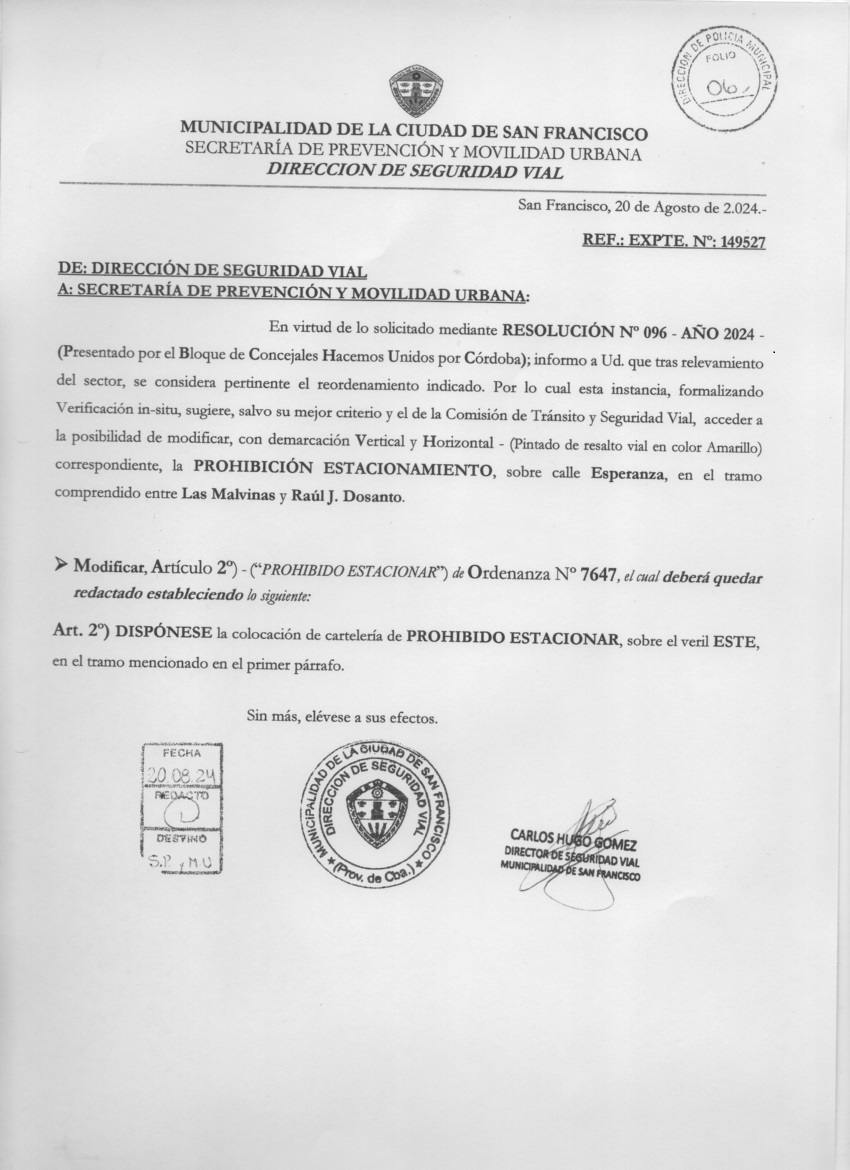 DIRECCION DE POLICIA MUNICIPAL
FOLIO
06
MUNICIPALIDAD DE LA CIUDAD DE SAN FRANCISCO
SECRETARÍA DE PREVENCIÓN Y MOVILIDAD URBANA
DIRECCION DE SEGURIDAD VIAL
San Francisco, 20 de Agosto de 2.024.-
REF.: EXPTE. Nº: 149527
DE: DIRECCIÓN DE SEGURIDAD VIAL
A: SECRETARÍA DE PREVENCIÓN Y MOVILIDAD URBANA:
En virtud de lo solicitado mediante RESOLUCIÓN Nº 096 - AÑO 2024 -
(Presentado por el Bloque de Concejales Hacemos Unidos por Córdoba); informo a Ud. que tras relevamiento
del sector, se considera pertinente el reordenamiento indicado. Por lo cual esta instancia, formalizando
Verificación in-situ, sugiere, salvo su mejor criterio y el de la Comisión de Tránsito y Seguridad Vial, acceder a
la posibilidad de modificar, con demarcación Vertical y Horizontal - (Pintado de resalto vial en color Amarillo)
correspondiente, la PROHIBICIÓN ESTACIONAMIENTO, sobre calle Esperanza, en el tramo
comprendido entre Las Malvinas y Raúl J. Dosanto.
➤ Modificar, Artículo 2º) - ("PROHIBIDO ESTACIONAR") de Ordenanza Nº 7647, el cual deberá quedar
redactado estableciendo lo siguiente:
Art. 2º) DISPÓNESE la colocación de cartelería de PROHIBIDO ESTACIONAR, sobre el veril ESTE,
en el tramo mencionado en el primer párrafo.
Sin más, elévese a sus efectos.
FECHA
20.08.24
REDACTO
DESTINO
S.P. y M U
MUNICIPALIDAD DE LA CIUDAD DE SAN FRANCISCO
DIRECCION DE SEGURIDAD VIAL
(Prov. de Cba.)
CARLOS HUGO GOMEZ
DIRECTOR DE SEGURIDAD VIAL
MUNICIPALIDAD DE SAN FRANCISCO